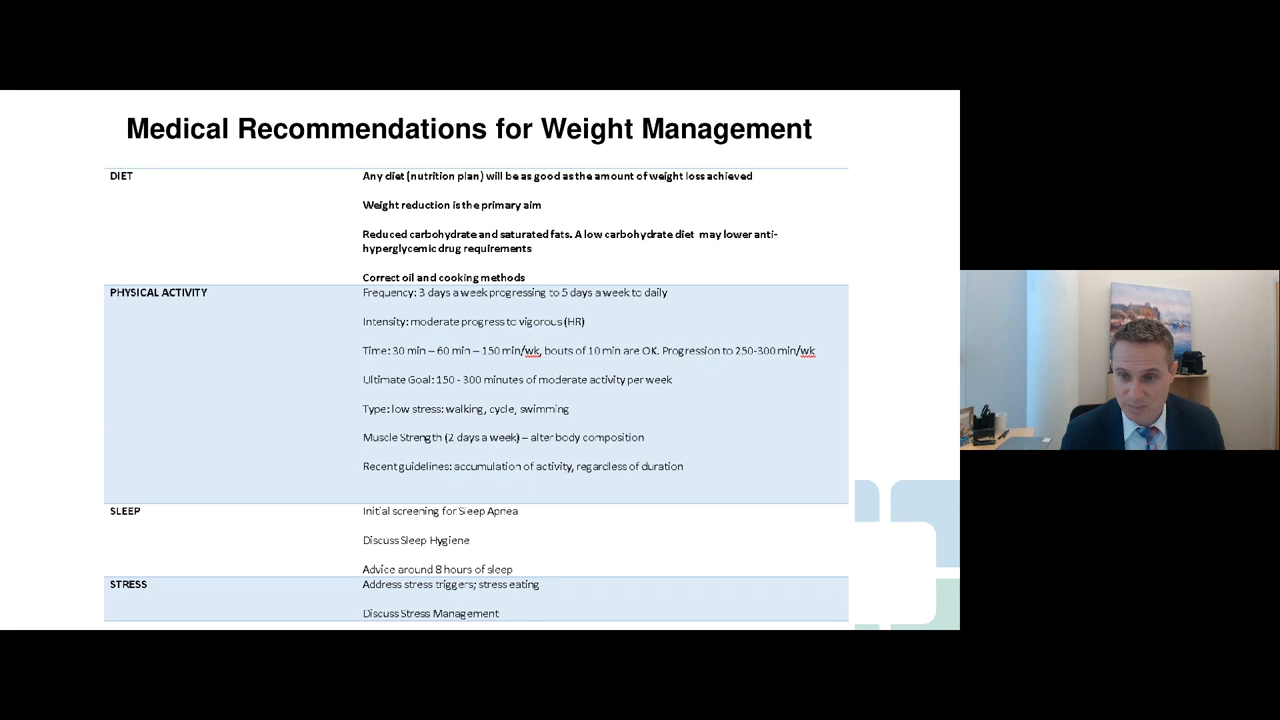 Medical Recommendations for Weight Management
DIET
Any diet (nutrition plan) will be as good as the amount of weight loss achieved
Weight reduction is the primary aim
Reduced carbohydrate and saturated fats. A low carbohydrate diet may lower anti-
hyperglycemic drug requirements
Correct oil and cooking methods
PHYSICAL ACTIVITY
Frequency: 3 days a week progressing to 5 days a week to daily
Intensity: moderate progress to vigorous (HR)
Time: 30 min – 60 min – 150 min/wk, bouts of 10 min are OK. Progression to 250-300 min/wk
Ultimate Goal: 150 - 300 minutes of moderate activity per week
Type: low stress: walking, cycle, swimming
Muscle Strength (2 days a week) – alter body composition
Recent guidelines: accumulation of activity, regardless of duration
SLEEP
Initial screening for Sleep Apnea
Discuss Sleep Hygiene
Advice around 8 hours of sleep
STRESS
Address stress triggers; stress eating
Discuss Stress Management